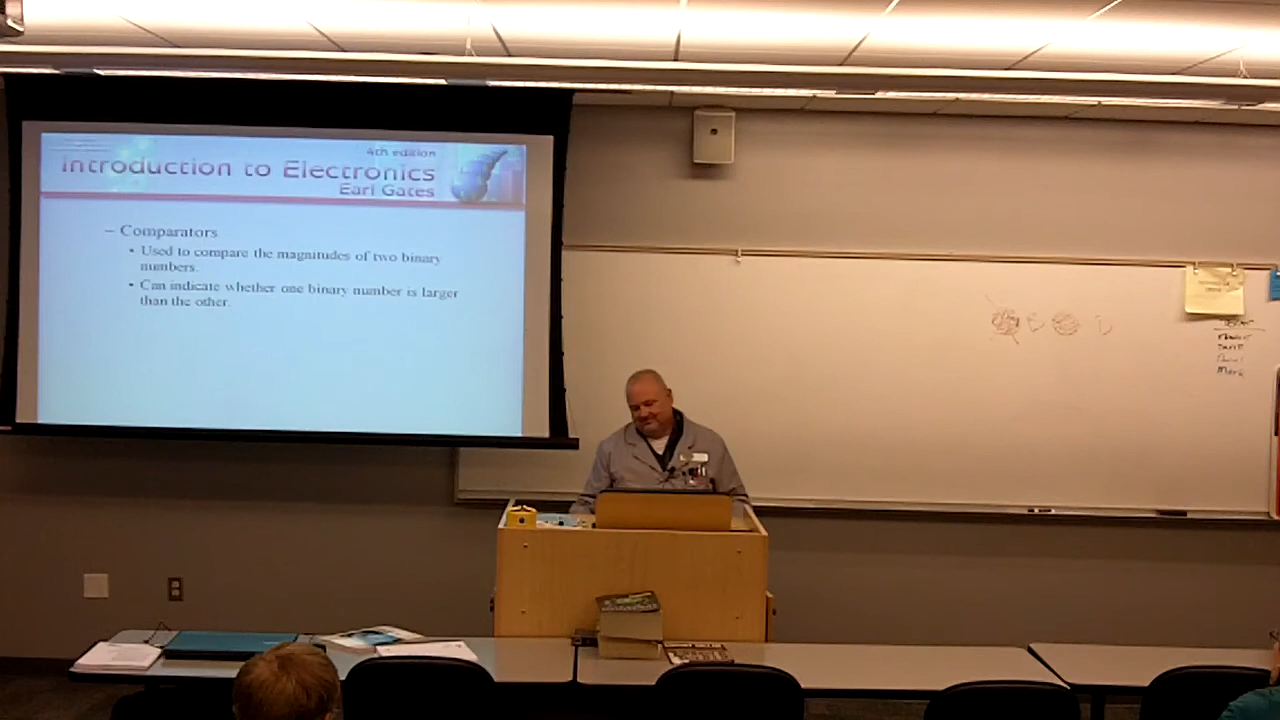 4th edition
Introduction to Electronics
Earl Gates
– Comparators
• Used to compare the magnitudes of two binary
numbers.
• Can indicate whether one binary number is larger
than the other.
Mark